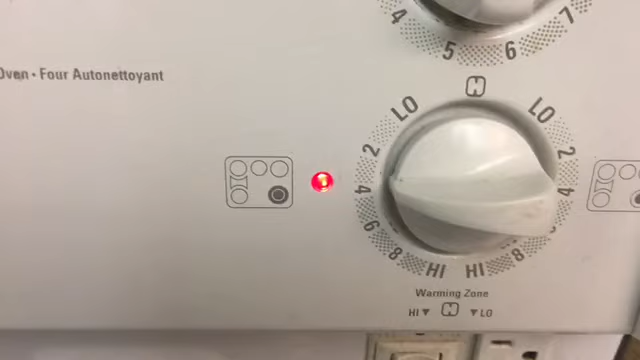 4 5 6 7
Oven • Four Autonettoyant
LO LO
2 2
4 4
6 6
8 8
HI HI
Warming Zone
HI ▼ ▼ LO